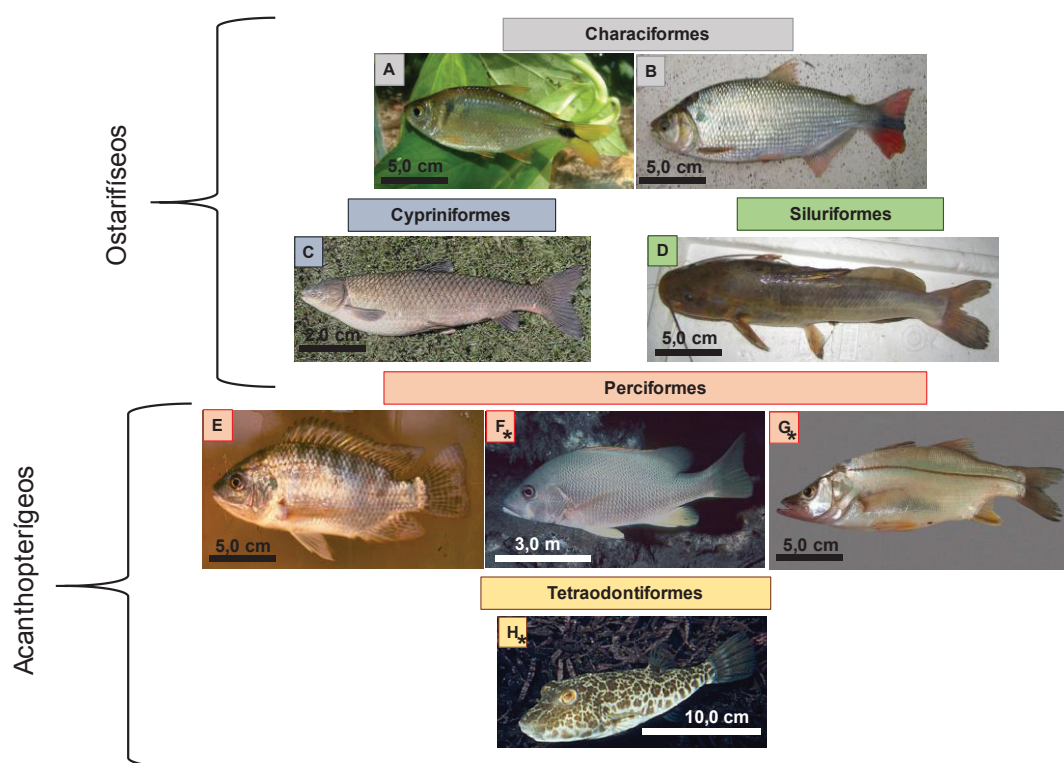 Characiformes
A
B
5,0 cm
5,0 cm
Ostarifíseos
Cypriniformes
Siluriformes
C
D
2,0 cm
5,0 cm
Perciformes
E
F*
G*
5,0 cm
3,0 m
5,0 cm
Acanthopterígeos
Tetraodontiformes
H*
10,0 cm